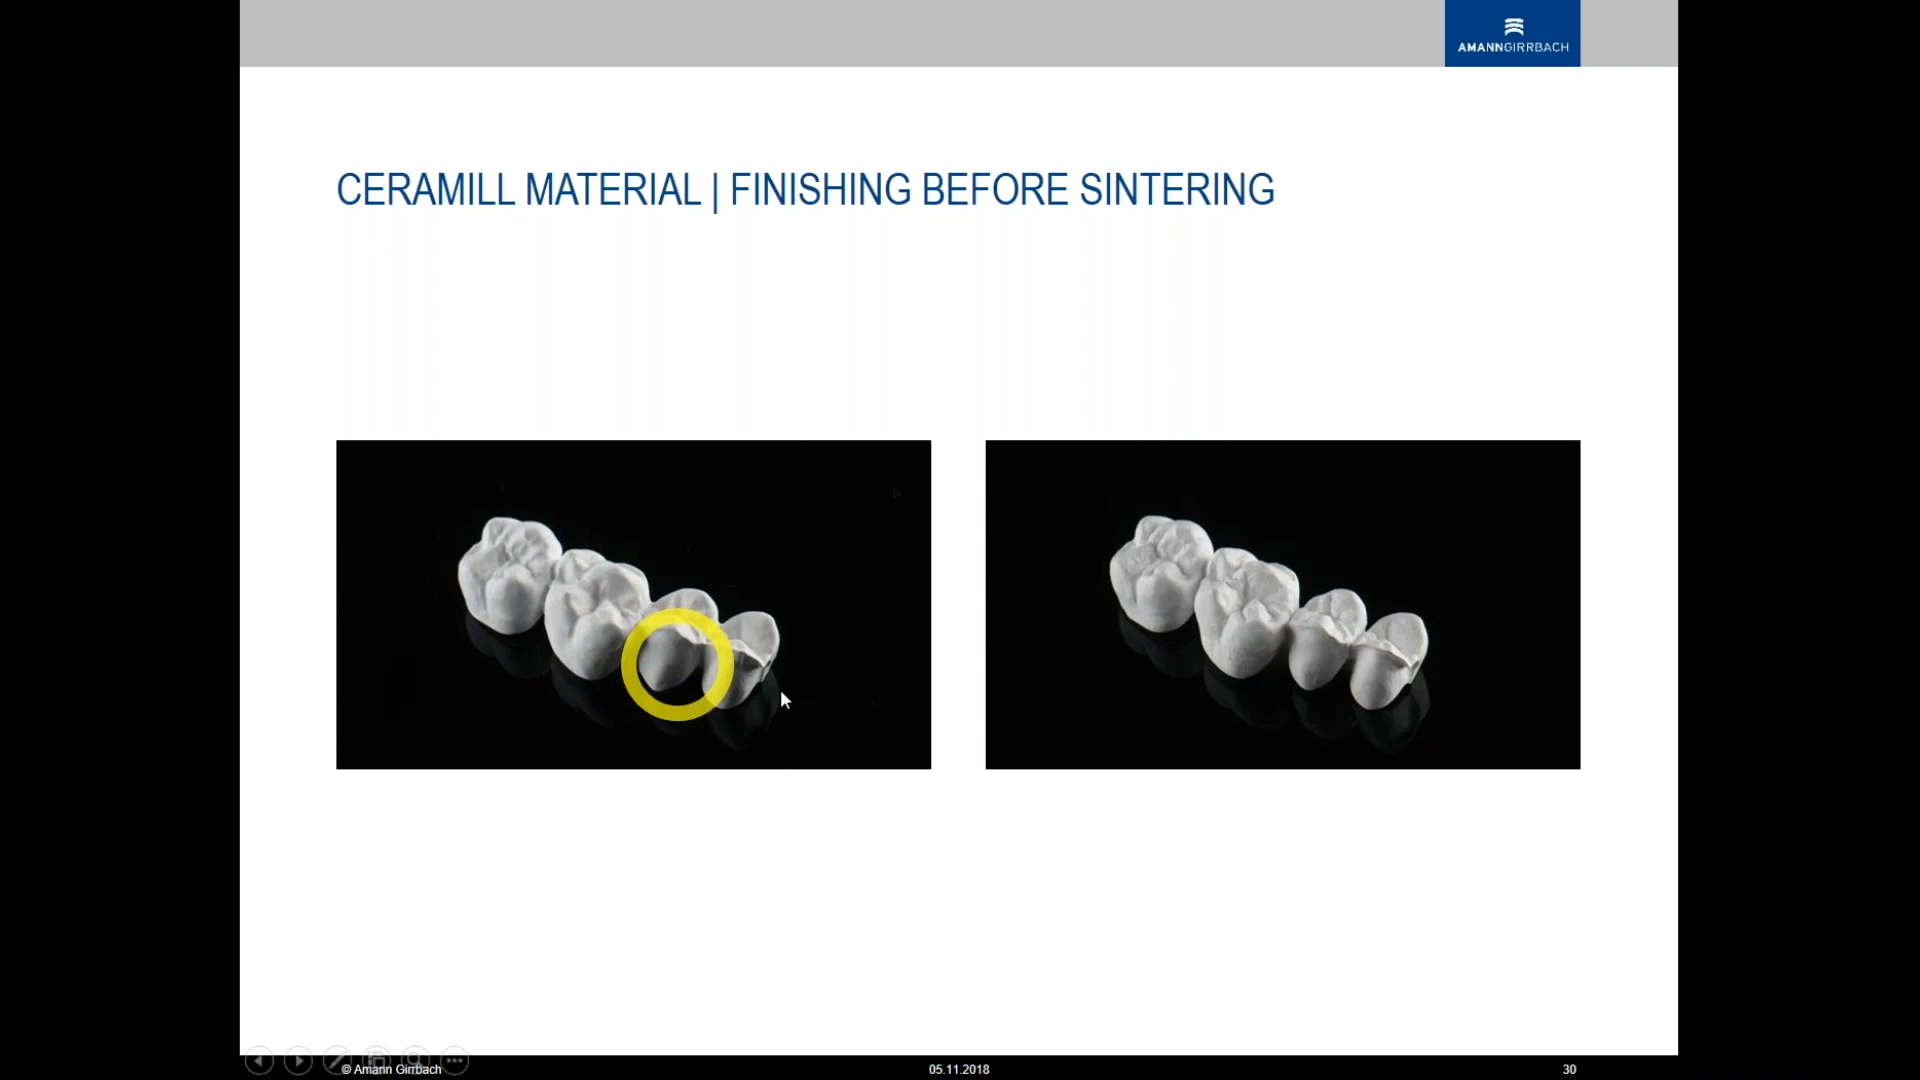 AMANNGIRRBACH
CERAMILL MATERIAL | FINISHING BEFORE SINTERING
© Amann Girrbach
05.11.2018
30